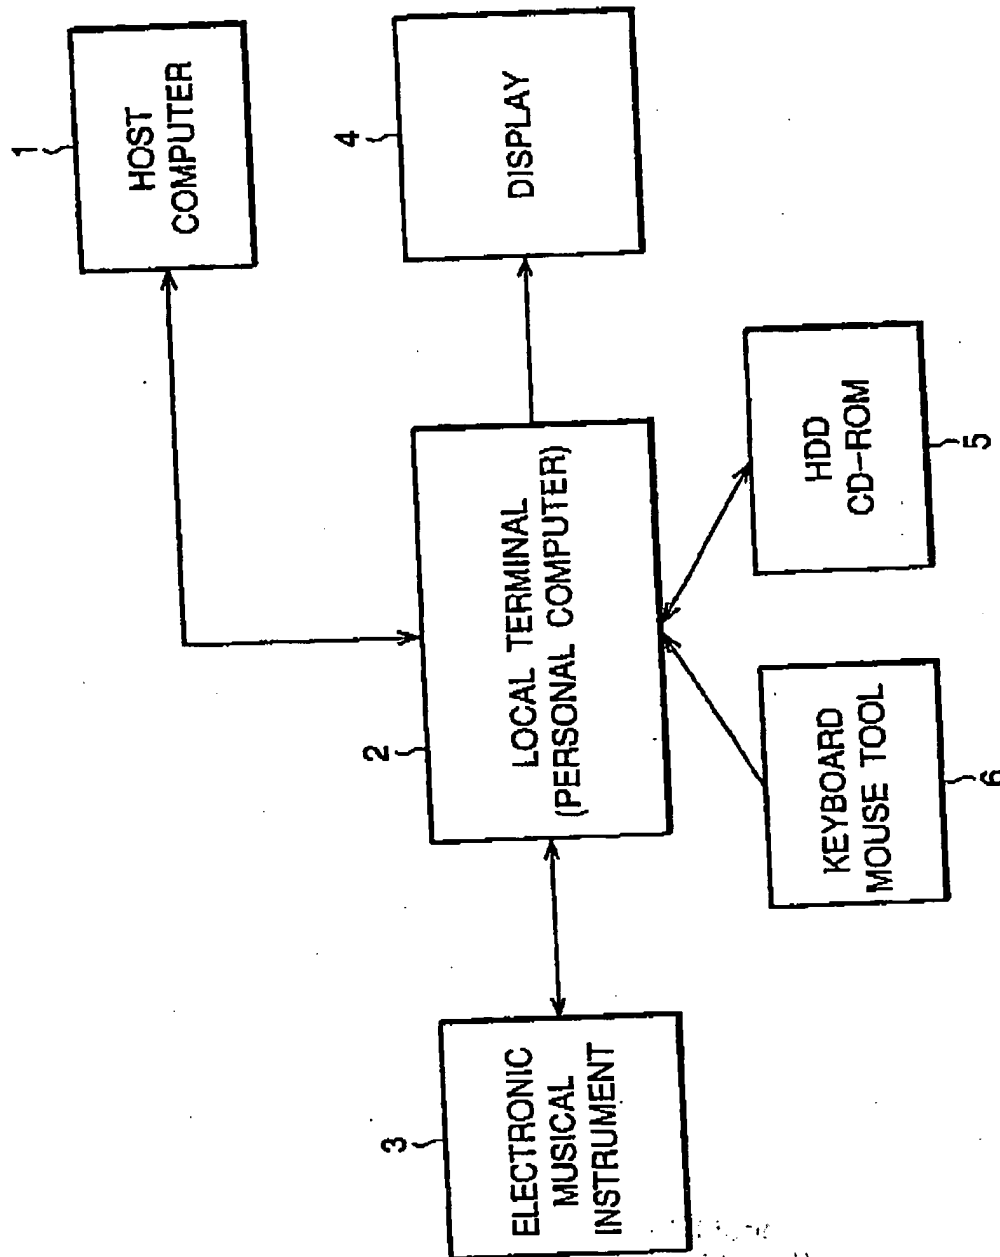 1
HOST
COMPUTER
4
DISPLAY
2
LOCAL TERMINAL
(PERSONAL COMPUTER)
3
ELECTRONIC
MUSICAL
INSTRUMENT
HDD
CD-ROM
5
KEYBOARD
MOUSE TOOL
6